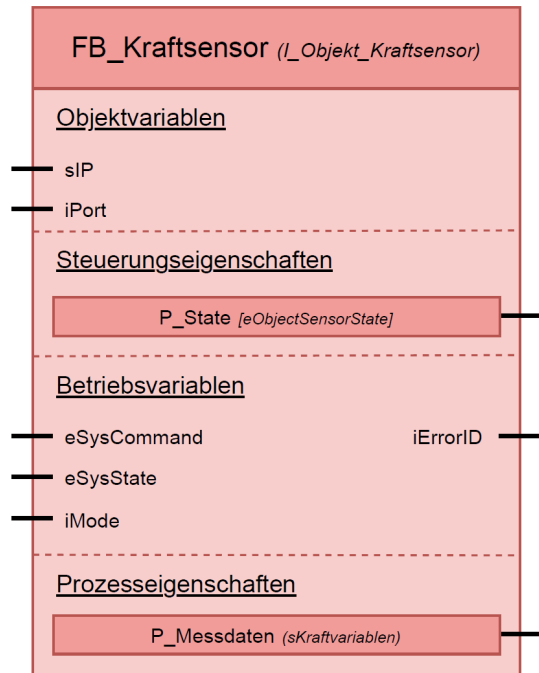 FB_Kraftsensor (I_Objekt_Kraftsensor)
Objektvariablen
sIP
iPort
Steuerungseigenschaften
P_State [eObjectSensorState]
Betriebsvariablen
eSysCommand iErrorID
eSysState
iMode
Prozesseigenschaften
P_Messdaten (sKraftvariablen)